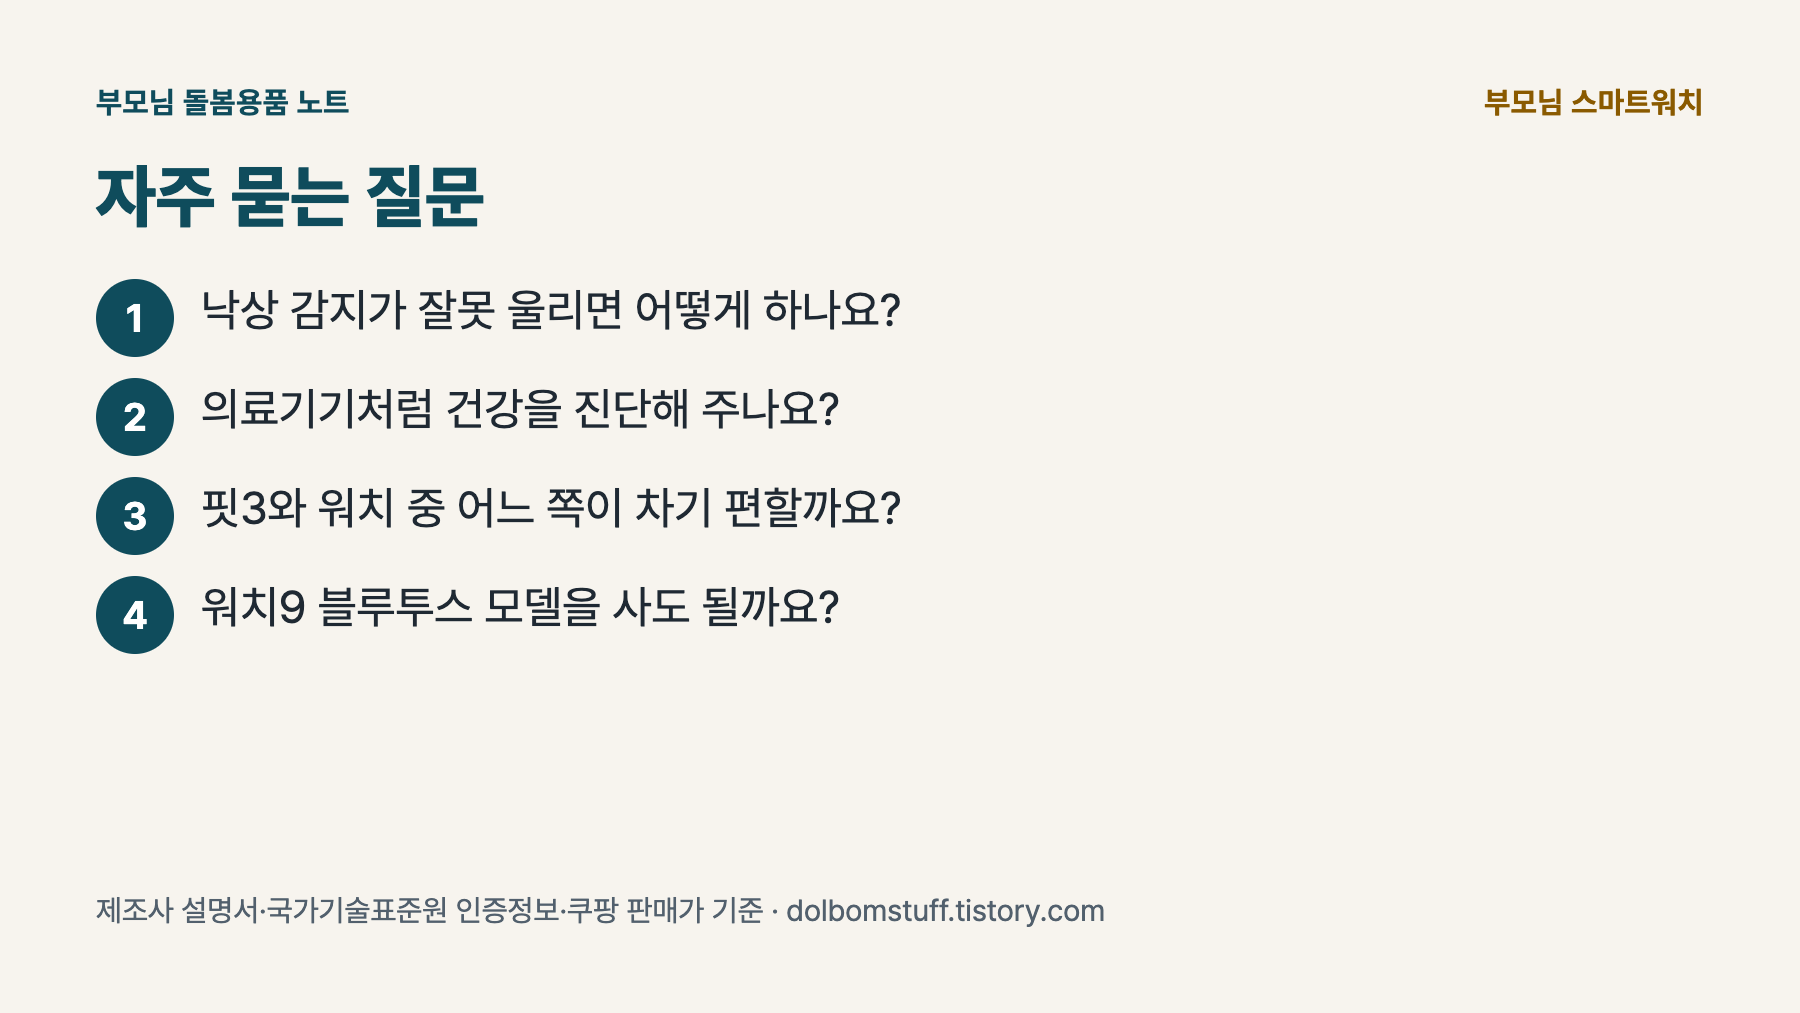 부모님 돌봄용품 노트
부모님 스마트워치
자주 묻는 질문
1 낙상 감지가 잘못 울리면 어떻게 하나요?
2 의료기기처럼 건강을 진단해 주나요?
3 핏3와 워치 중 어느 쪽이 차기 편할까요?
4 워치9 블루투스 모델을 사도 될까요?
제조사 설명서·국가기술표준원 인증정보·쿠팡 판매가 기준 · dolbomstuff.tistory.com